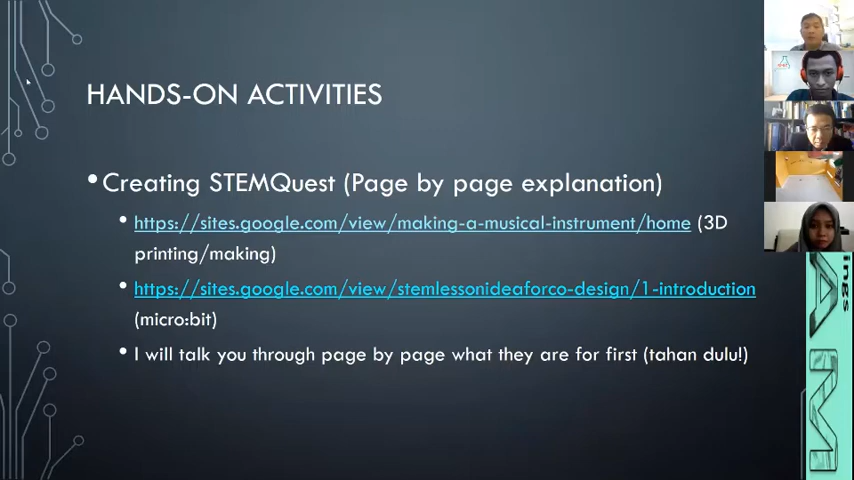 HANDS-ON ACTIVITIES
•Creating STEMQuest (Page by page explanation)
• https://sites.google.com/view/making-a-musical-instrument/home (3D
printing/making)
• https://sites.google.com/view/stemlessonideaforco-design/1-introduction
(micro:bit)
• I will talk you through page by page what they are for first (tahan dulu!)